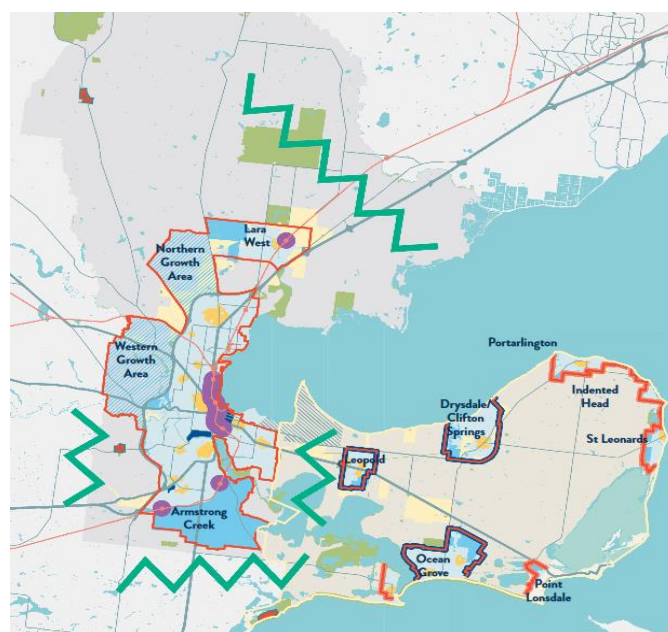 Lara
West
Northern
Growth
Area
Western
Growth
Area
Portarlington
Indented
Head
Drysdale/
Clifton
Springs
St Leonards
Leopold
Armstrong
Creek
Ocean
Grove
Point
Lonsdale